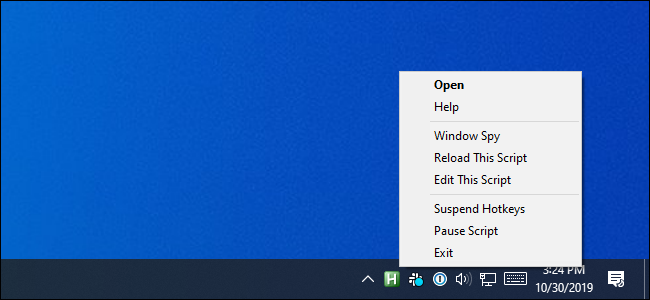 Open
Help
Window Spy
Reload This Script
Edit This Script
Suspend Hotkeys
Pause Script
Exit
H
3:24 PM
10/30/2019